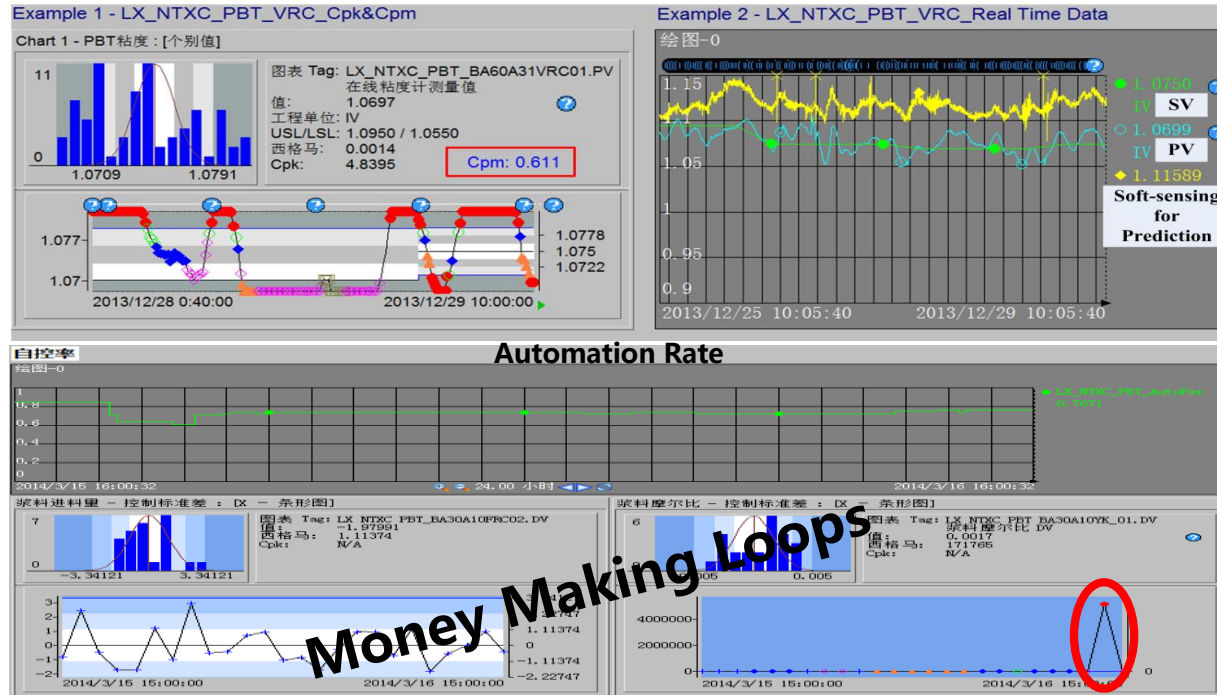 Example 1 - LX_NTXC_PBT_VRC_Cpk&Cpm
Chart 1 - PBT粘度 : [个别值]
11
0
1.0709 1.0791
图表 Tag: LX_NTXC_PBT_BA60A31VRC01.PV
在线粘度计测量值
值: 1.0697
工程单位: IV
USL/LSL: 1.0950 / 1.0550
西格马: 0.0014
Cpk: 4.8395
Cpm: 0.611
1.077
1.07
1.0778
1.075
1.0722
2013/12/28 0:40:00 2013/12/29 10:00:00
Example 2 - LX_NTXC_PBT_VRC_Real Time Data
绘图-0
1.15
1.05
1
0.95
0.9
2013/12/25 10:05:40 2013/12/29 10:05:40
1.0750
IV SV
1.0699
IV PV
1.11589
Soft-sensing
for
Prediction
自控率
Automation Rate
绘图-0
1
0.8
0.6
0.4
0.2
0
LX_NTXC_PBT_AutoPer
0.7671
2014/3/15 16:00:32 24.00 小时 2014/3/16 16:00:32
浆料进料量 - 控制标准差 : [X - 条形图]
7
0
-3.34121 3.34121
图表 Tag: LX_NTXC_PBT_BA30A10FRC02.DV
值: -1.97991
西格马: 1.11374
Cpk: N/A
3
2
1
0
-1
-2
2.22747
1.11374
0
-1.11374
-2.22747
2014/3/15 15:00:00 2014/3/16 15:00:00
浆料摩尔比 - 控制标准差 : [X - 条形图]
6
0.005
图表 Tag: LX_NTXC_PBT_BA30A10YK_01.DV
浆料摩尔比 DV
值: 0.0017
西格马: 171765
Cpk: N/A
4000000
2000000
0
0
2014/3/15 15:00:00 2014/3/16
Money Making Loops